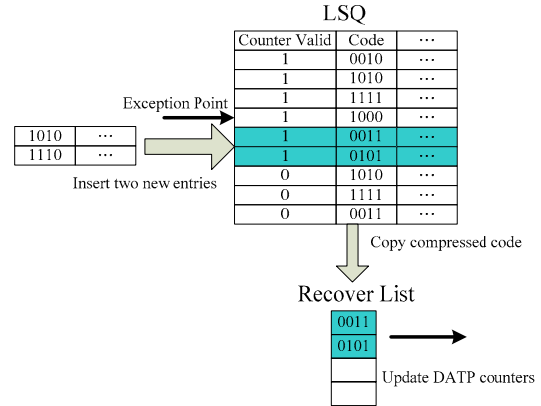 LSQ
Counter Valid Code ⋯
1 0010 ⋯
1 1010 ⋯
1 1111 ⋯
Exception Point
1 1000 ⋯
1010 ⋯
1 0011 ⋯
1110 ⋯
1 0101 ⋯
Insert two new entries
0 1010 ⋯
0 1111 ⋯
0 0011 ⋯
Copy compressed code
Recover List
0011
0101
Update DATP counters